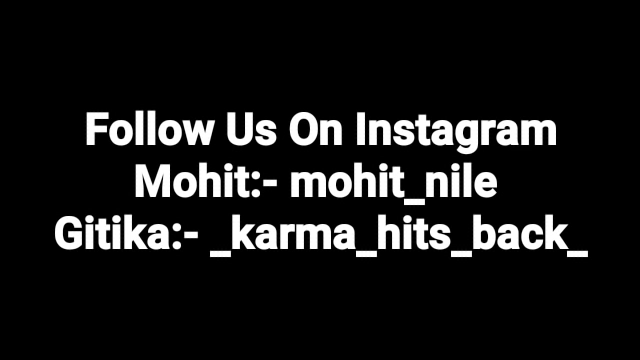 Follow Us On Instagram
Mohit:- mohit_nile
Gitika:- _karma_hits_back_